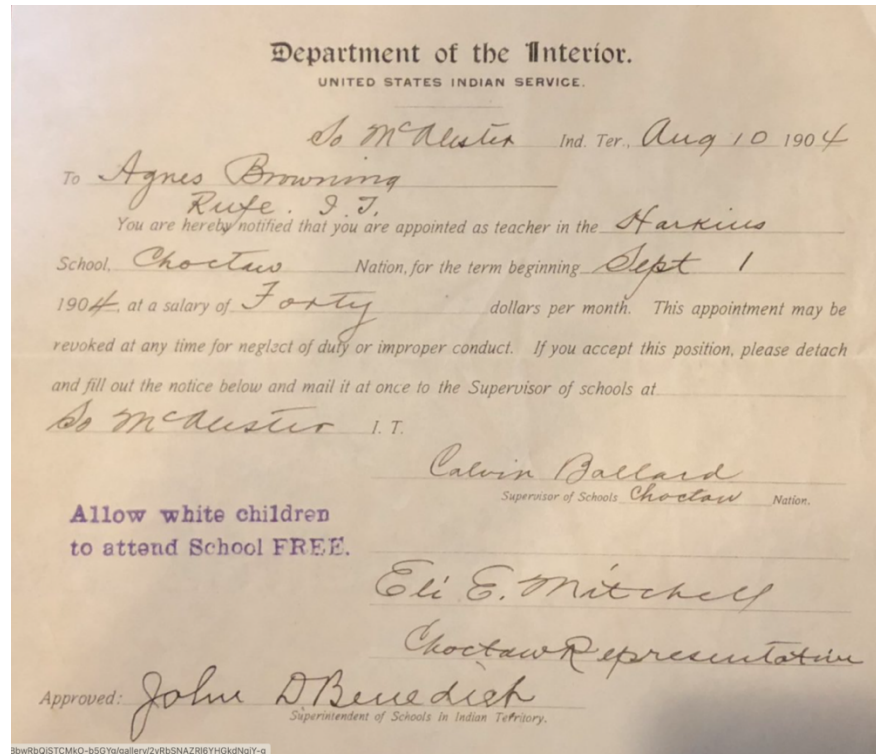 Department of the Interior.
UNITED STATES INDIAN SERVICE.
So McAlester Ind. Ter., Aug 10 1904
To Agnes Browning
Rufe. I. T.
You are hereby notified that you are appointed as teacher in the Harkins
School, Choctaw Nation, for the term beginning Sept 1
1904, at a salary of Forty dollars per month. This appointment may be
revoked at any time for neglect of duty or improper conduct. If you accept this position, please detach
and fill out the notice below and mail it at once to the Supervisor of schools at
So McAlester I. T.
Calvin Ballard
Supervisor of Schools Choctaw Nation.
Allow white children
to attend School FREE.
Eli E. Mitchell
Choctaw Representative
Approved: John D Benedict
Superintendent of Schools in Indian Territory.